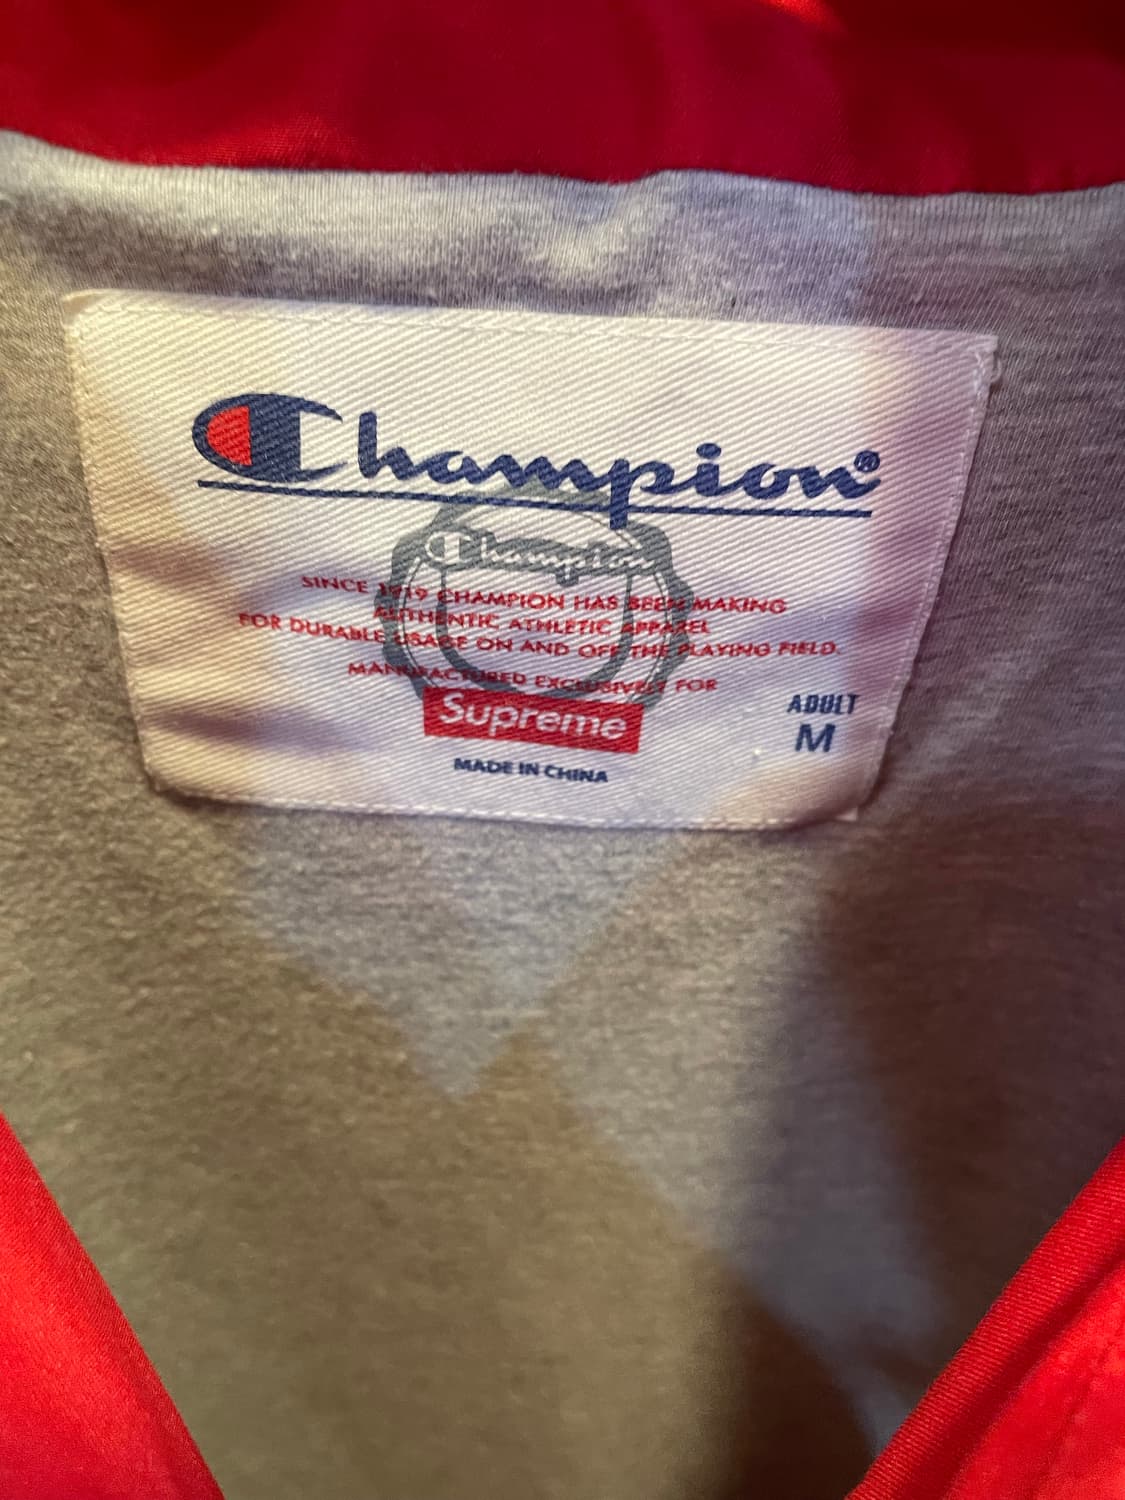 Champion®
Champion
SINCE 1919 CHAMPION HAS BEEN MAKING
AUTHENTIC ATHLETIC APPAREL
FOR DURABLE USAGE ON AND OFF THE PLAYING FIELD.
MANUFACTURED EXCLUSIVELY FOR
Supreme
ADULT
M
MADE IN CHINA